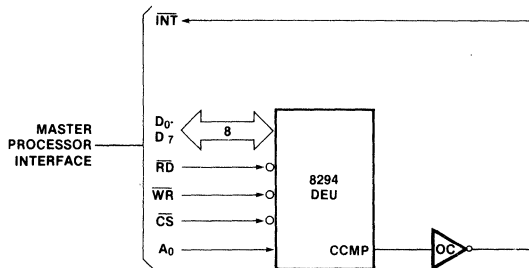 INT
MASTER
PROCESSOR
INTERFACE
D0-
D7
8
RD
WR
CS
A0
8294
DEU
CCMP
OC